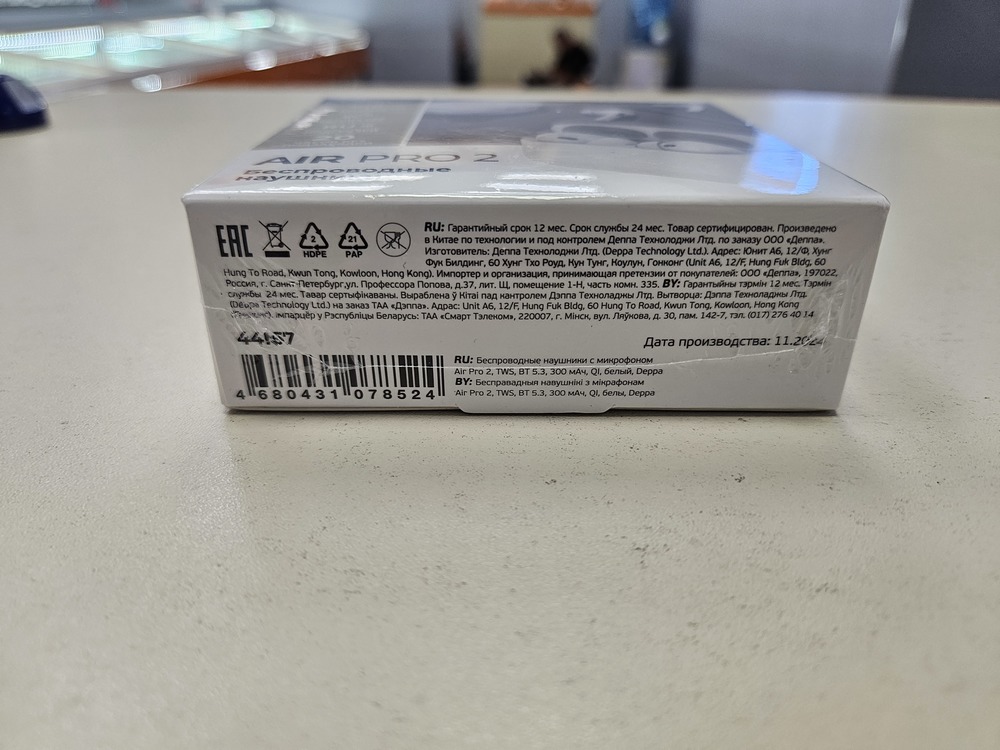 AIR PRO 2
Беспроводные
наушники
EAC
2
HDPE
21
PAP
RU: Гарантийный срок 12 мес. Срок службы 24 мес. Товар сертифицирован. Произведено
в Китае по технологии и под контролем Деппа Технолоджи Лтд. по заказу ООО «Деппа».
Изготовитель: Деппа Технолоджи Лтд. (Deppa Technology Ltd.). Адрес: Юнит А6, 12/Ф, Хунг
Фук Билдинг, 60 Хунг Тхо Роуд, Кун Тунг, Коулун, Гонконг (Unit A6, 12/F, Hung Fuk Bldg, 60
Hung To Road, Kwun Tong, Kowloon, Hong Kong). Импортер и организация, принимающая претензии от покупателей: ООО «Деппа», 197022,
Россия, г. Санкт-Петербург,ул. Профессора Попова, д.37, лит. Щ, помещение 1-Н, часть комн. 335. BY: Гарантыйны тэрмін 12 мес. Тэрмін
службы 24 мес. Тавар сертыфікаваны. Выраблена ў Кітаі пад кантролем Дэппа Тэхналаджы Лтд. Вытворца: Дэппа Тэхналаджы Лтд.
(Deppa Technology Ltd.) на заказ ТАА «Дэппа». Адрас: Unit A6, 12/F, Hung Fuk Bldg, 60 Hung To Road, Kwun Tong, Kowloon, Hong Kong
імпарцёр у Рэспубліцы Беларусь: ТАА «Смарт Тэлеком», 220007, г. Мінск, вул. Ляўкова, д. 30, пам. 142-7, тэл. (017) 276 40 14
Дата производства: 11.2024
4 680431 078524
RU: Беспроводные наушники с микрофоном
Air Pro 2, TWS, BT 5.3, 300 мАч, QI, белый, Deppa
BY: Бесправадныя навушнікі з мікрафонам
Air Pro 2, TWS, BT 5.3, 300 мАч, QI, белы, Deppa